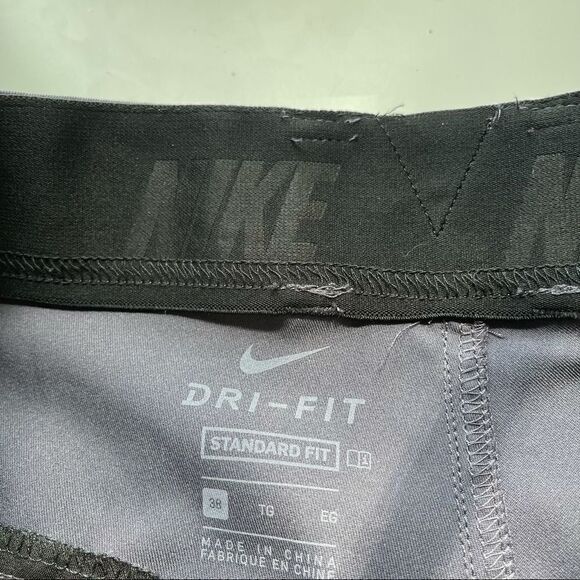 NIKE
DRI-FIT
STANDARD FIT
38 TG EG
MADE IN CHINA
FABRIQUÉ EN CHINE